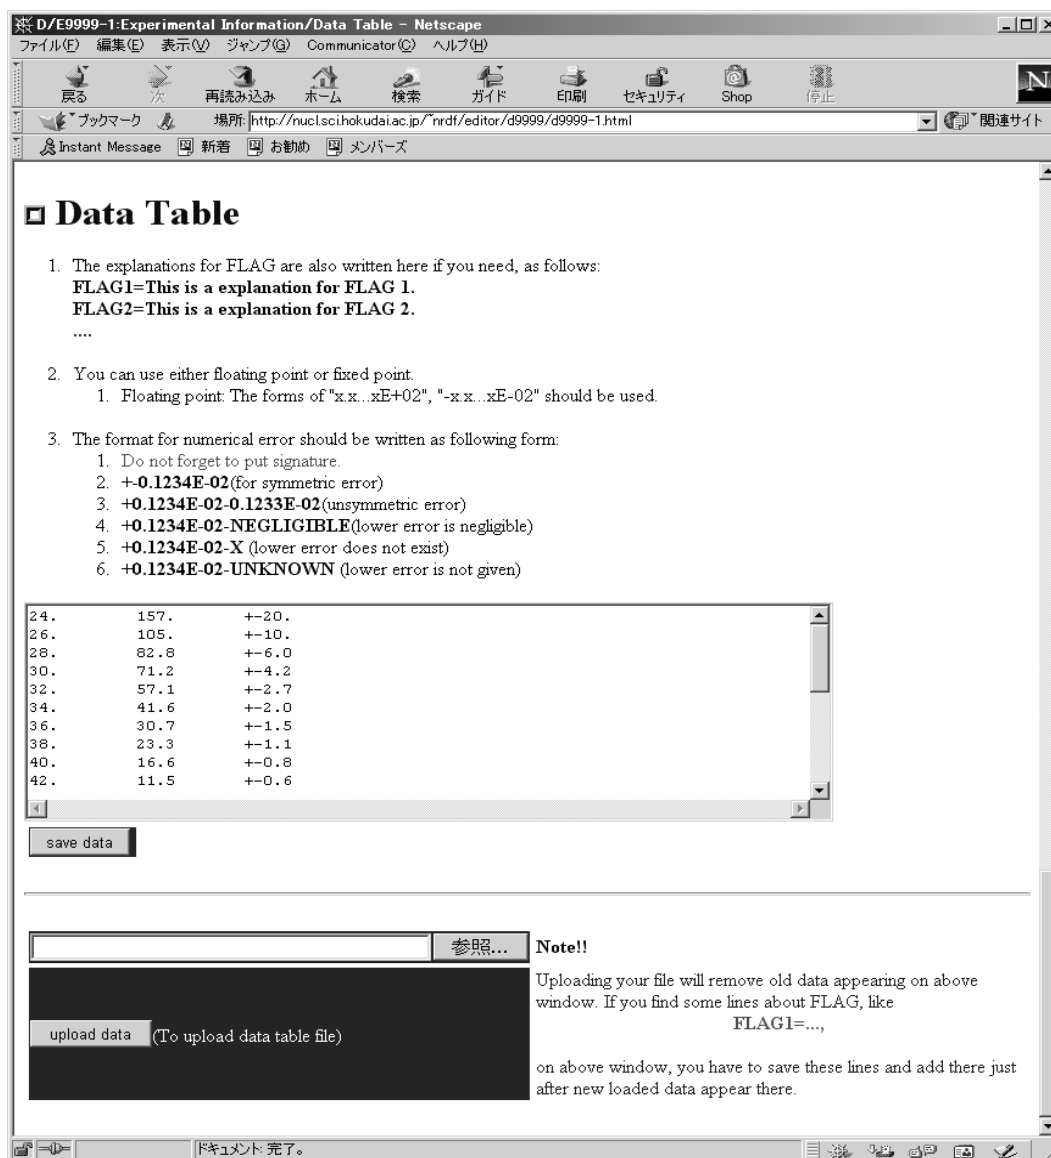 D/E9999-1:Experimental Information/Data Table - Netscape
ファイル(F) 編集(E) 表示(V) ジャンプ(G) Communicator(C) ヘルプ(H)
戻る 次 再読み込み ホーム 検索 ガイド 印刷 セキュリティ Shop 停止
N
ブックマーク 場所: http://nucl.sci.hokudai.ac.jp/~nrdf/editor/d9999/d9999-1.html 関連サイト
Instant Message 新着 お勧め メンバーズ
Data Table
1. The explanations for FLAG are also written here if you need, as follows:
FLAG1=This is a explanation for FLAG 1.
FLAG2=This is a explanation for FLAG 2.
....
2. You can use either floating point or fixed point.
1. Floating point: The forms of "x.x...xE+02", "-x.x...xE-02" should be used.
3. The format for numerical error should be written as following form:
1. Do not forget to put signature.
2. +-0.1234E-02(for symmetric error)
3. +0.1234E-02-0.1233E-02(unsymmetric error)
4. +0.1234E-02-NEGLIGIBLE(lower error is negligible)
5. +0.1234E-02-X (lower error does not exist)
6. +0.1234E-02-UNKNOWN (lower error is not given)
24. 157. +-20.
26. 105. +-10.
28. 82.8 +-6.0
30. 71.2 +-4.2
32. 57.1 +-2.7
34. 41.6 +-2.0
36. 30.7 +-1.5
38. 23.3 +-1.1
40. 16.6 +-0.8
42. 11.5 +-0.6
save data
参照... Note!!
Uploading your file will remove old data appearing on above
window. If you find some lines about FLAG, like
FLAG1=...,
upload data (To upload data table file)
on above window, you have to save these lines and add there just
after new loaded data appear there.
ドキュメント: 完了。